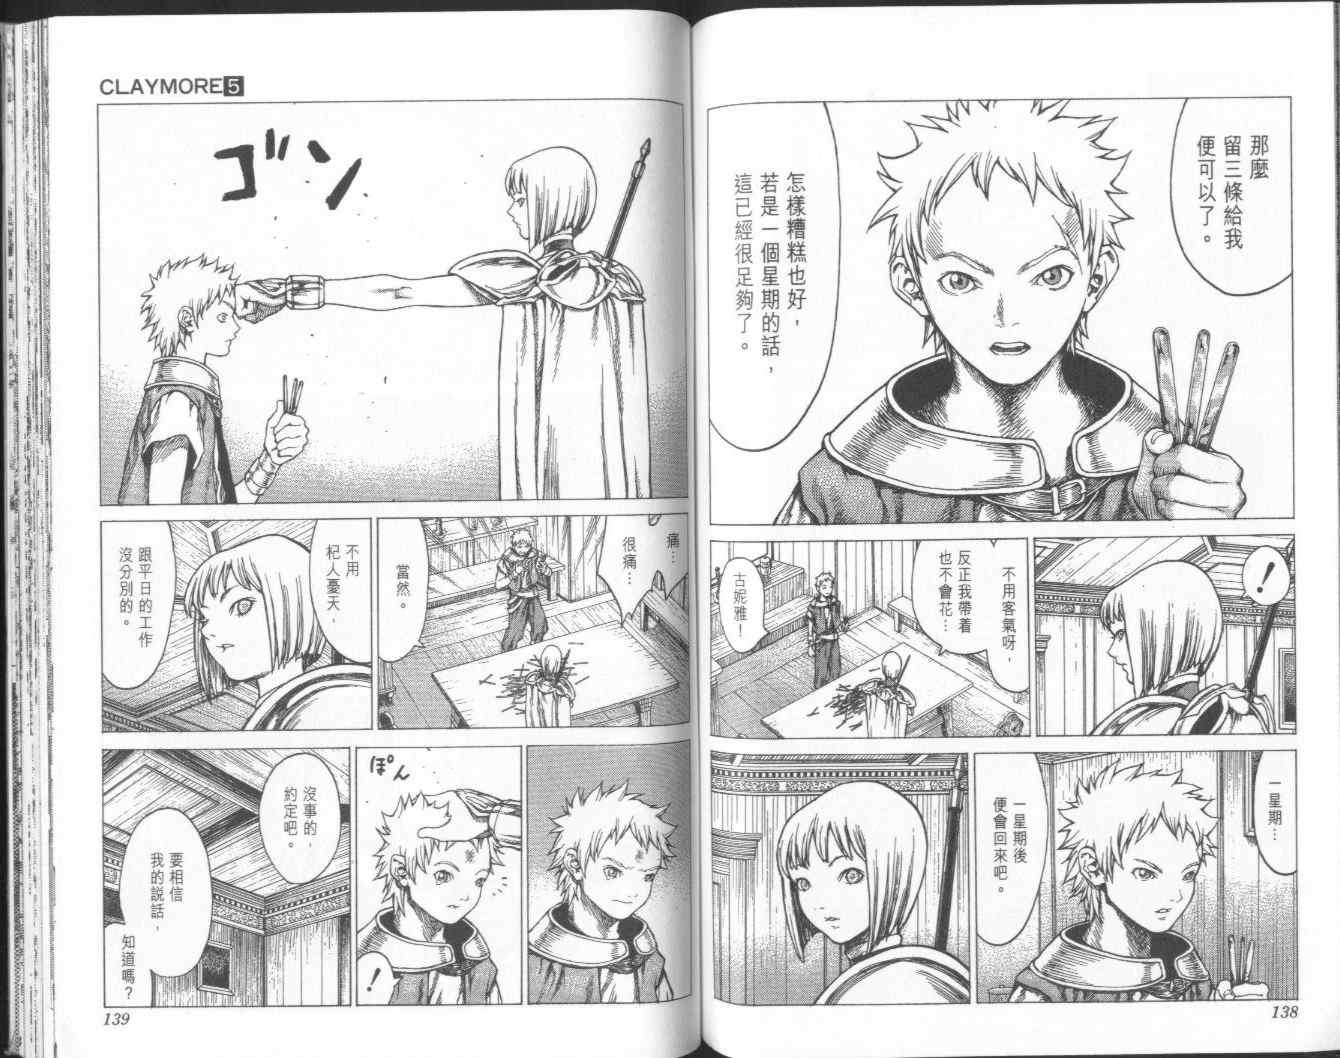 那麼
留三條給我
便可以了。
怎樣糟糕也好，
若是一個星期的話，
這已經很足夠了。
！
不用客氣呀，
反正我帶着
也不會花…
古妮雅！
一星期…
一星期後
便會回來吧。
138
CLAYMORE5
ゴン
痛…
很痛…
當然。
不用
杞人憂天，
跟平日的工作
沒分別的。
ぽん
！
沒事的，
約定吧。
要相信
我的説話，
知道嗎？
139